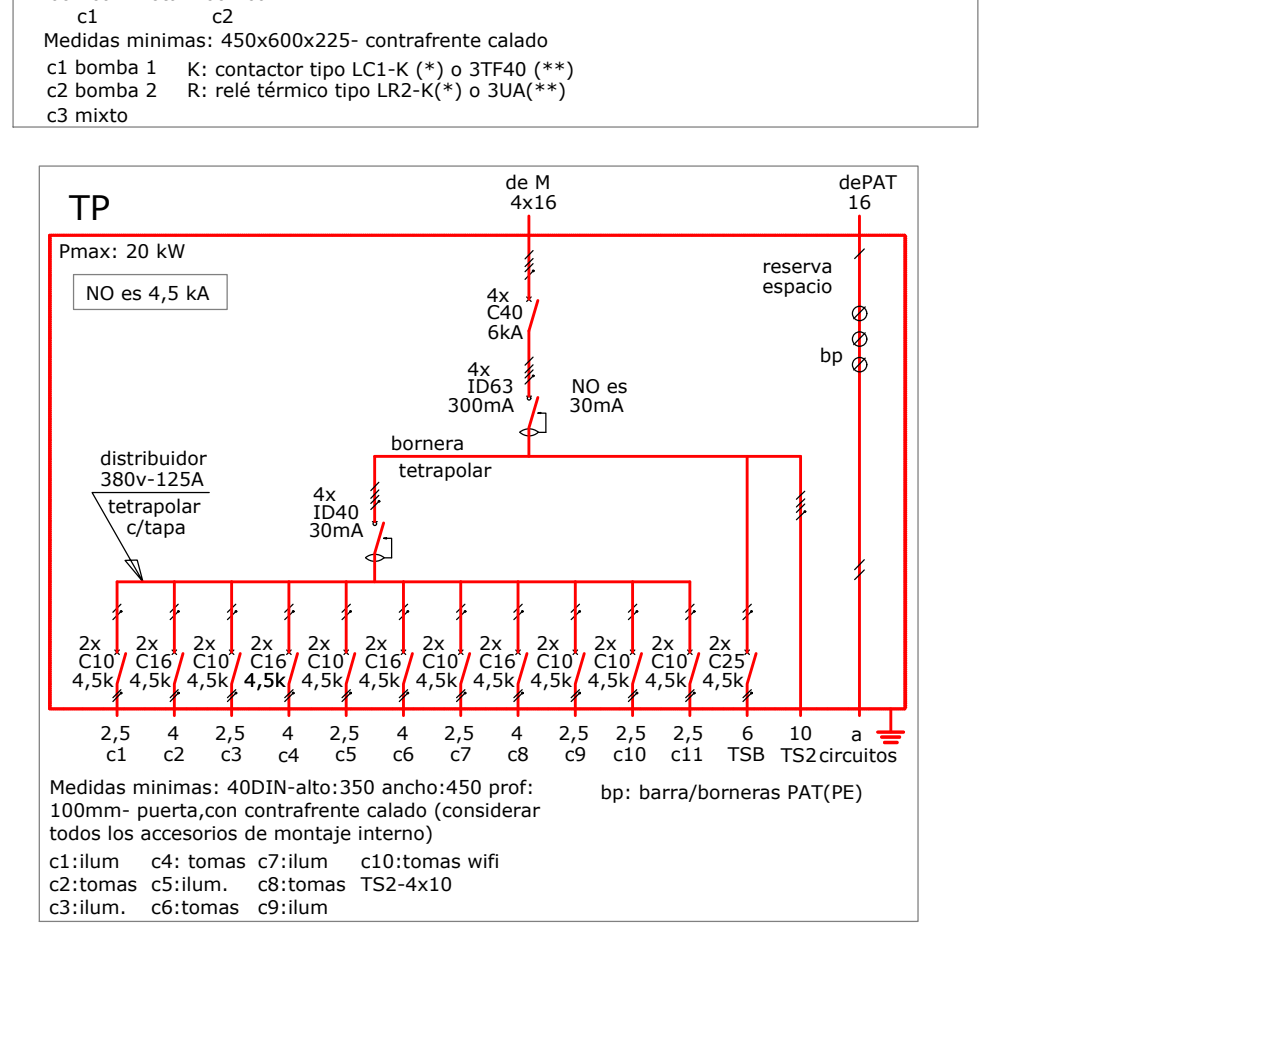 c1 c2
Medidas minimas: 450x600x225- contrafrente calado
c1 bomba 1 K: contactor tipo LC1-K (*) o 3TF40 (**)
c2 bomba 2 R: relé térmico tipo LR2-K(*) o 3UA(**)
c3 mixto
TP
de M
4x16
dePAT
16
Pmax: 20 kW
NO es 4,5 kA
reserva
espacio
4x
C40
6kA
bp
4x
ID63
300mA
NO es
30mA
bornera
tetrapolar
distribuidor
380v-125A
tetrapolar
c/tapa
4x
ID40
30mA
2x 2x 2x 2x 2x 2x 2x 2x 2x 2x 2x 2x
C10 C16 C10 C16 C10 C16 C10 C16 C10 C10 C10 C25
4,5k 4,5k 4,5k 4,5k 4,5k 4,5k 4,5k 4,5k 4,5k 4,5k 4,5k 4,5k
2,5 4 2,5 4 2,5 4 2,5 4 2,5 2,5 2,5 6 10 a
c1 c2 c3 c4 c5 c6 c7 c8 c9 c10 c11 TSB TS2 circuitos
Medidas minimas: 40DIN-alto:350 ancho:450 prof:
100mm- puerta,con contrafrente calado (considerar
todos los accesorios de montaje interno)
bp: barra/borneras PAT(PE)
c1:ilum c4: tomas c7:ilum c10:tomas wifi
c2:tomas c5:ilum. c8:tomas TS2-4x10
c3:ilum. c6:tomas c9:ilum